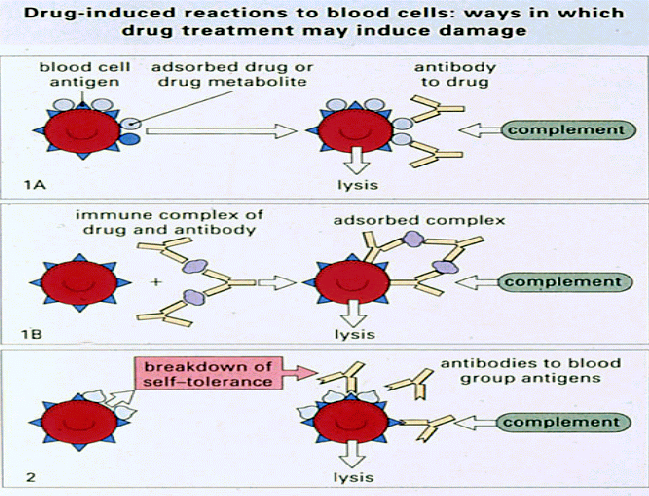 Drug-induced reactions to blood cells: ways in which
drug treatment may induce damage
blood cell
antigen
adsorbed drug or
drug metabolite
antibody
to drug
complement
lysis
1A
immune complex of
drug and antibody
adsorbed complex
+
complement
lysis
1B
breakdown of
self-tolerance
antibodies to blood
group antigens
complement
lysis
2